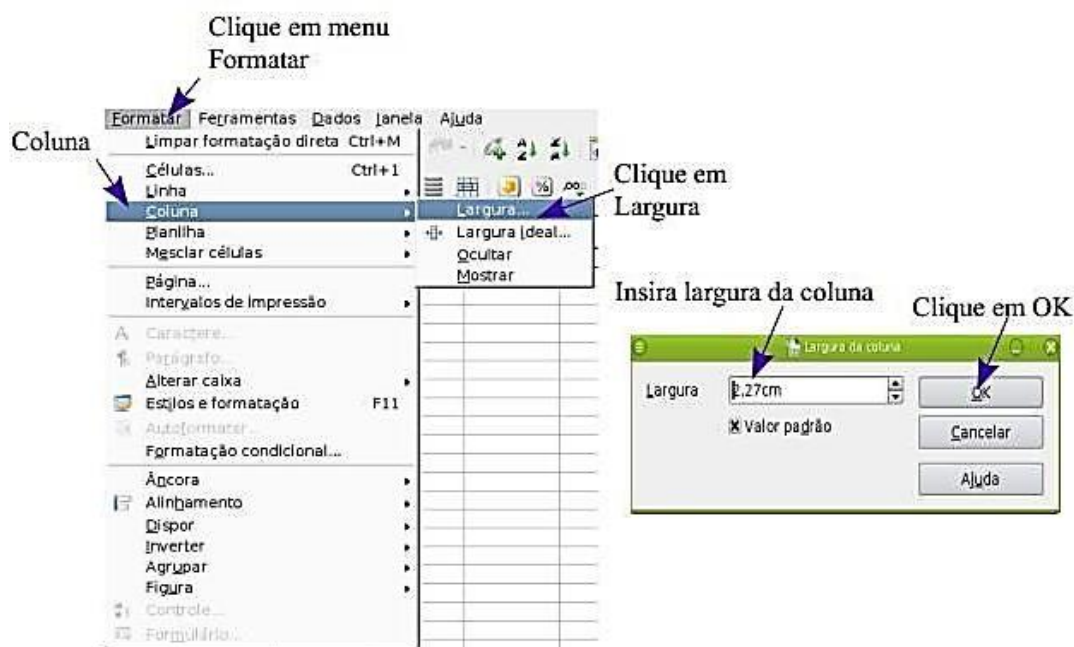 Clique em menu
Formatar
Formatar Ferramentas Dados Janela Ajuda
Coluna
Limpar formatação direta Ctrl+M
Células... Ctrl+1
Linha
Coluna
Planilha
Mesclar células
Página...
Intervalos de impressão
Caractere...
Parágrafo...
Alterar caixa
Estilos e formatação F11
Autoformatar...
Formatação condicional...
Âncora
Alinhamento
Dispor
Inverter
Agrupar
Figura
Controle...
Formulário...
Largura...
Largura Ideal...
Ocultar
Mostrar
Clique em
Largura
Insira largura da coluna
Clique em OK
Largura da coluna
Largura 2,27cm OK
Valor padrão Cancelar
Ajuda